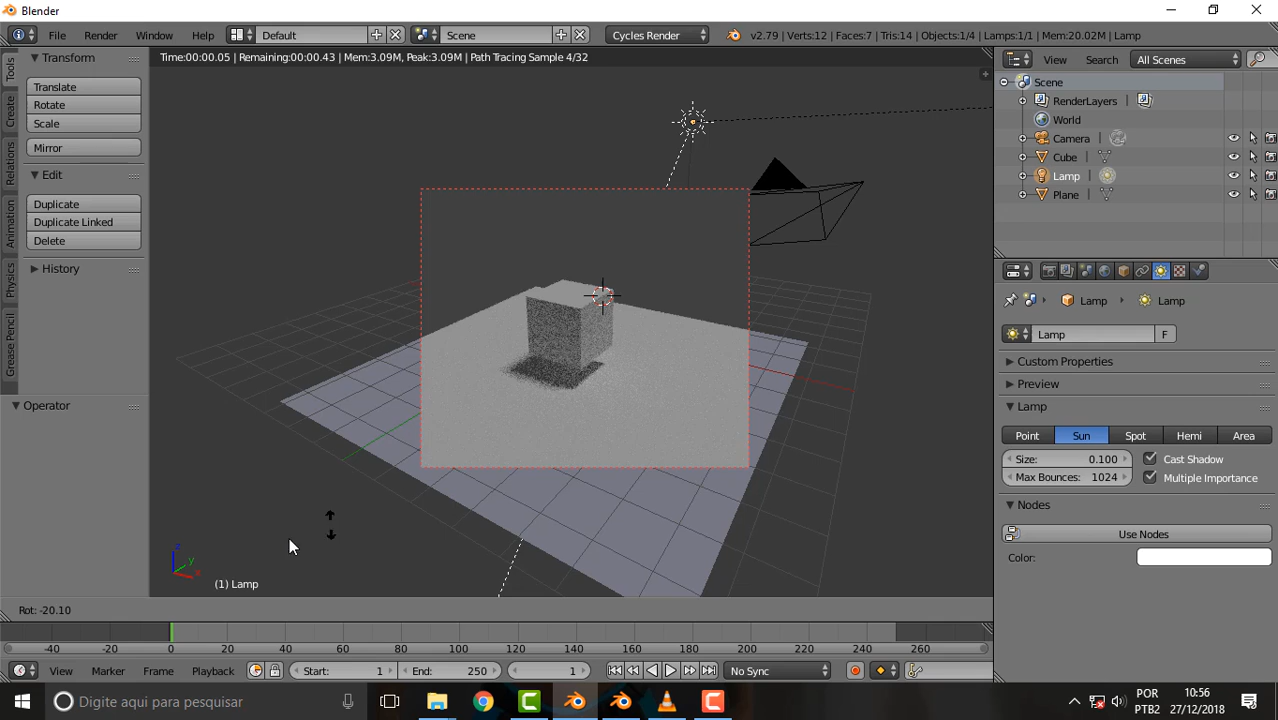 Blender
File Render Window Help Default Scene Cycles Render v2.79 | Verts:12 | Faces:7 | Tris:14 | Objects:1/4 | Lamps:1/1 | Mem:20.02M | Lamp
Time:00:00.05 | Remaining:00:00.43 | Mem:3.09M, Peak:3.09M | Path Tracing Sample 4/32
Tools
Create
Relations
Animation
Physics
Grease Pencil
Transform
Translate
Rotate
Scale
Mirror
Edit
Duplicate
Duplicate Linked
Delete
History
Operator
z
y
x
(1) Lamp
Rot: -20.10
View Search All Scenes
Scene
RenderLayers
World
Camera
Cube
Lamp
Plane
Lamp Lamp
Lamp F
Custom Properties
Preview
Lamp
Point Sun Spot Hemi Area
Size: 0.100 Cast Shadow
Max Bounces: 1024 Multiple Importance
Nodes
Use Nodes
Color:
-40 -20 0 20 40 60 80 100 120 140 160 180 200 220 240 260
View Marker Frame Playback Start: 1 End: 250 1 No Sync
Digite aqui para pesquisar
POR 10:56
PTB2 27/12/2018